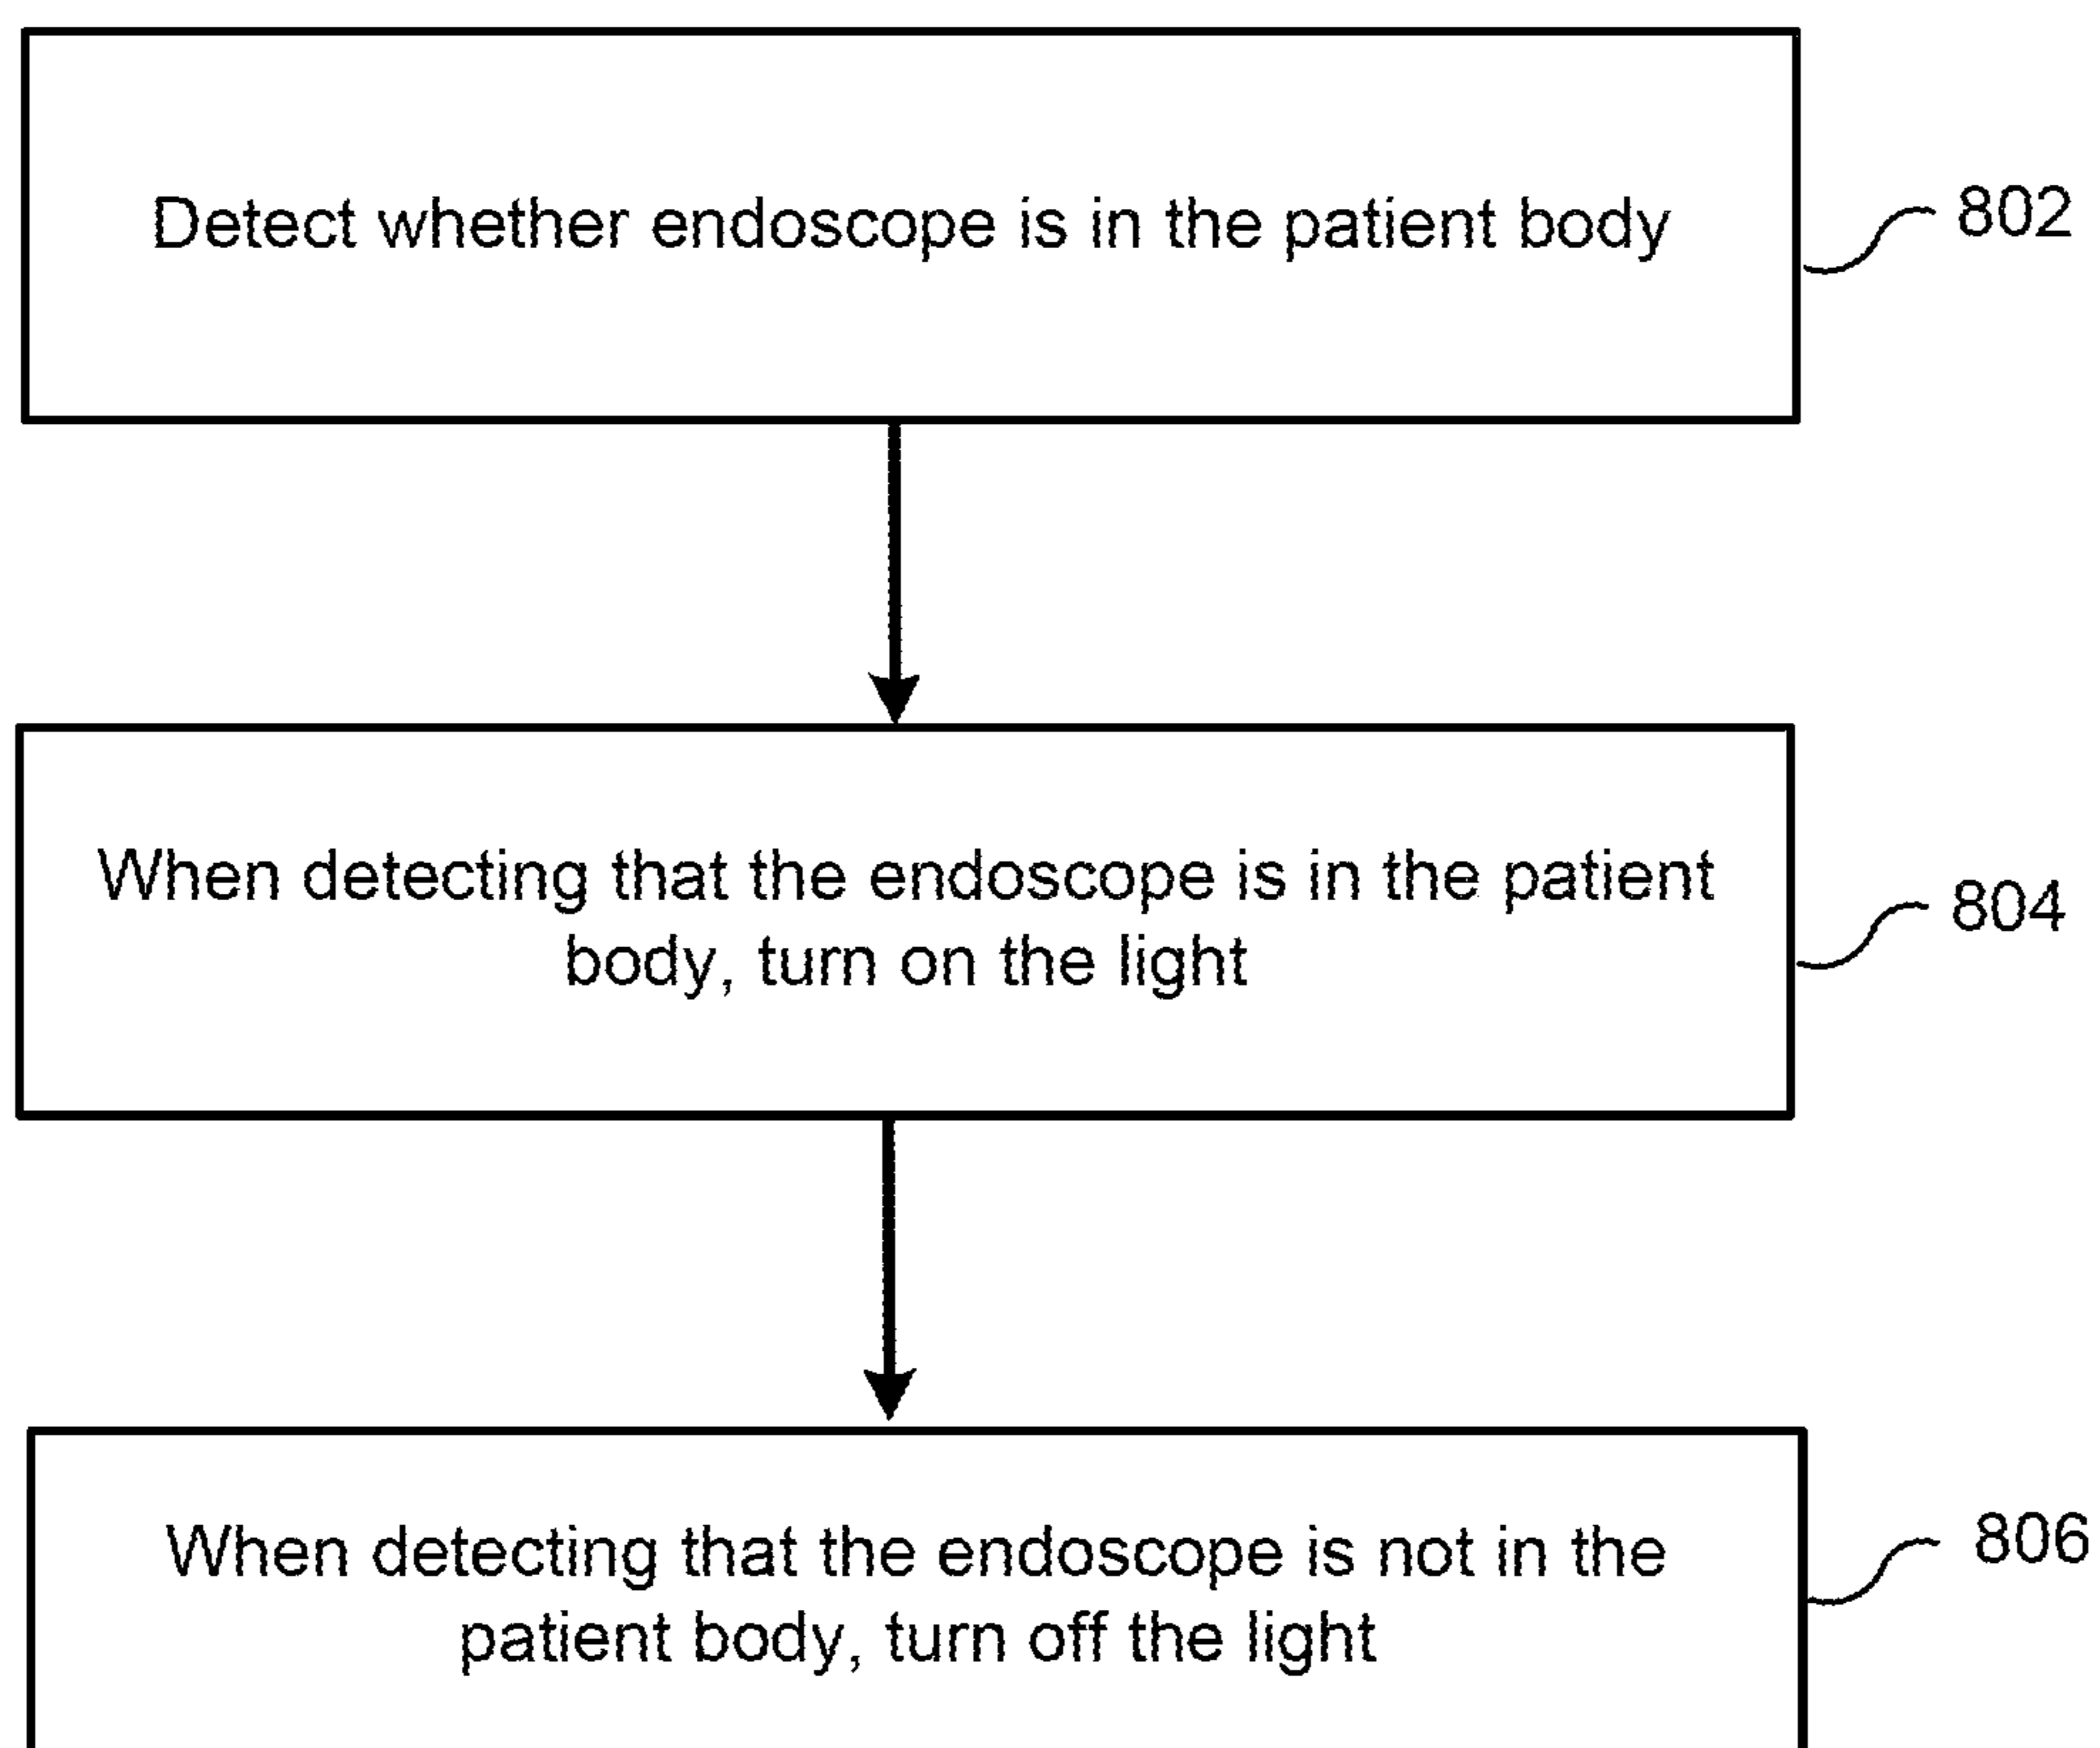 Detect whether endoscope is in the patient body
802
When detecting that the endoscope is in the patient
body, turn on the light
804
When detecting that the endoscope is not in the
patient body, turn off the light
806